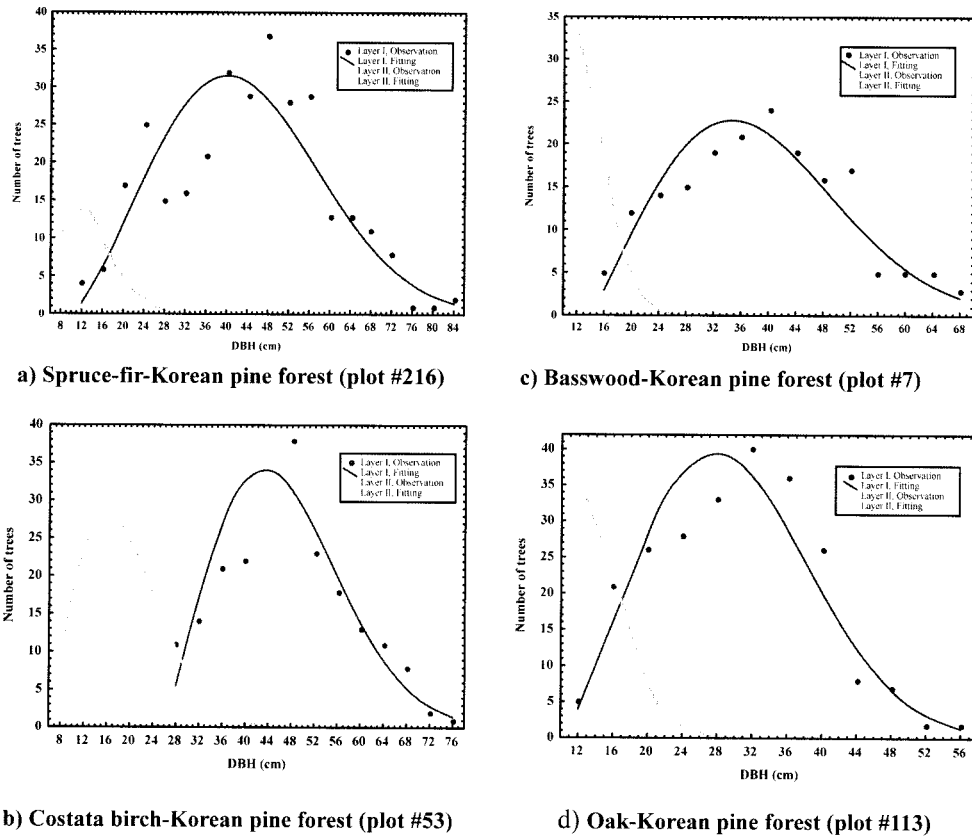 40
35
30
25
20
15
10
5
0
Number of trees
Layer I, Observation
Layer I, Fitting
Layer II, Observation
Layer II, Fitting
8 12 16 20 24 28 32 36 40 44 48 52 56 60 64 68 72 76 80 84
DBH (cm)
a) Spruce-fir-Korean pine forest (plot #216)
35
30
25
20
15
10
5
0
Number of trees
Layer I, Observation
Layer I, Fitting
Layer II, Observation
Layer II, Fitting
12 16 20 24 28 32 36 40 44 48 52 56 60 64 68
DBH (cm)
c) Basswood-Korean pine forest (plot #7)
40
35
30
25
20
15
10
5
0
Number of trees
Layer I, Observation
Layer I, Fitting
Layer II, Observation
Layer II, Fitting
8 12 16 20 24 28 32 36 40 44 48 52 56 60 64 68 72 76
DBH (cm)
b) Costata birch-Korean pine forest (plot #53)
40
35
30
25
20
15
10
5
0
Number of trees
Layer I, Observation
Layer I, Fitting
Layer II, Observation
Layer II, Fitting
12 16 20 24 28 32 36 40 44 48 52 56
DBH (cm)
d) Oak-Korean pine forest (plot #113)